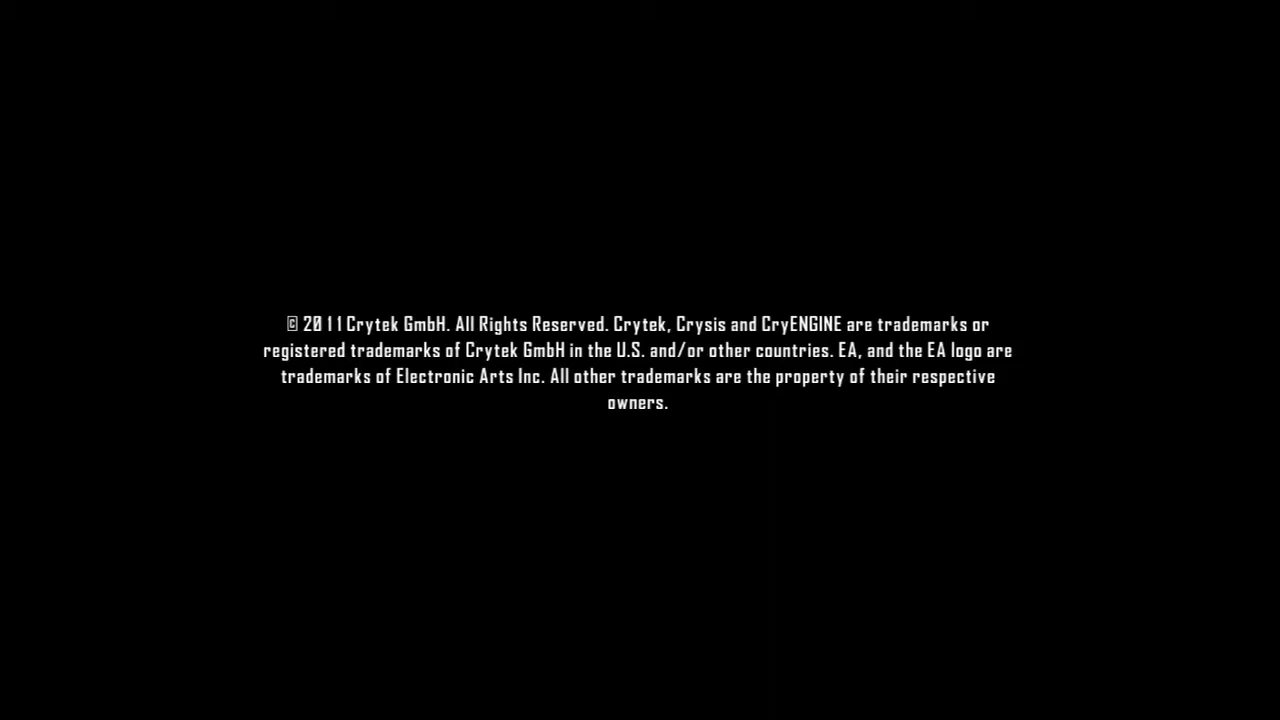 © 2011 Crytek GmbH. All Rights Reserved. Crytek, Crysis and CryENGINE are trademarks or
registered trademarks of Crytek GmbH in the U.S. and/or other countries. EA, and the EA logo are
trademarks of Electronic Arts Inc. All other trademarks are the property of their respective
owners.